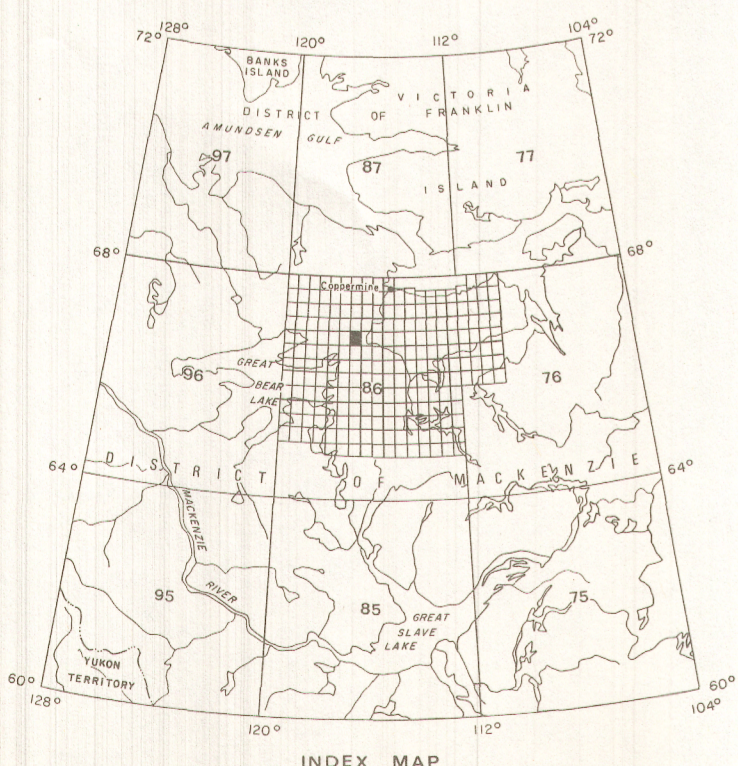 128° 104°
72° 120° 112° 72°
BANKS
ISLAND
VICTORIA
DISTRICT OF FRANKLIN
AMUNDSEN GULF
97 87 77
ISLAND
68° 68°
Coppermine
GREAT
96 86 76
BEAR
LAKE
DISTRICT OF MACKENZIE
64° 64°
MACKENZIE
RIVER
95 85 75
GREAT
SLAVE
LAKE
YUKON
TERRITORY
60° 60°
128° 104°
120° 112°
INDEX MAP